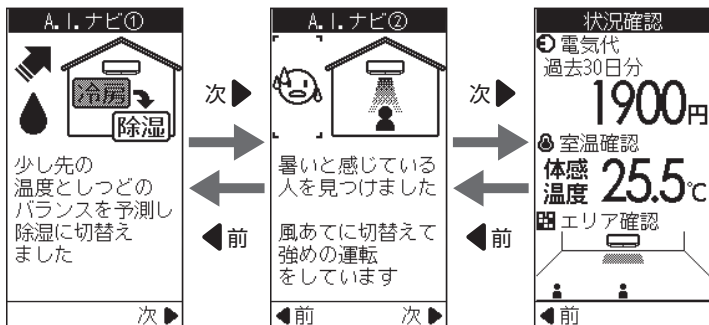 A.I.ナビ①
冷房
除湿
少し先の
温度としつどの
バランスを予測し
除湿に切替え
ました
次▶
次▶
◀前
A.I.ナビ②
暑いと感じている
人を見つけました
風あてに切替えて
強めの運転
をしています
◀前 次▶
次▶
◀前
状況確認
電気代
過去30日分
1900円
室温確認
体感
温度 25.5℃
エリア確認
◀前